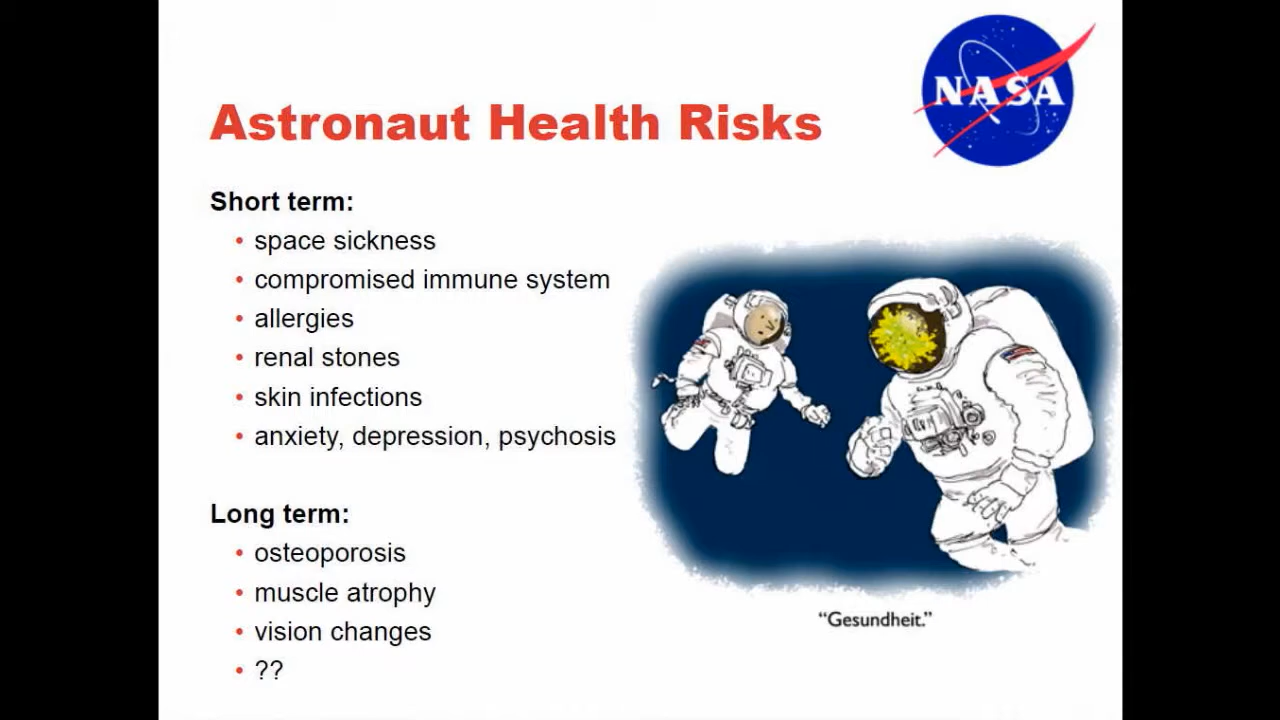 NASA
Astronaut Health Risks
Short term:
• space sickness
• compromised immune system
• allergies
• renal stones
• skin infections
• anxiety, depression, psychosis
Long term:
• osteoporosis
• muscle atrophy
• vision changes
• ??
“Gesundheit.”